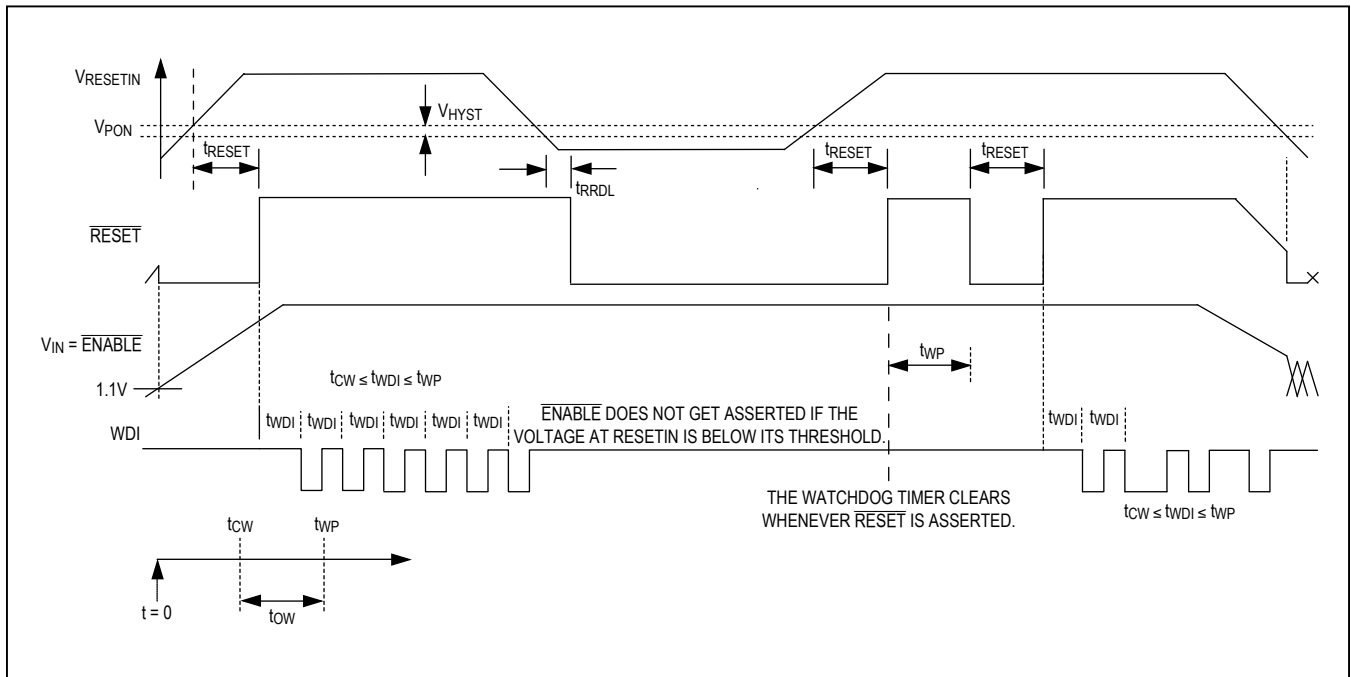 VRESETIN
VHYST
VPON
tRESET
tRRDL
tRESET
tRESET
RESET
VIN = ENABLE
tWP
1.1V
tCW ≤ tWDI ≤ tWP
tWDI tWDI tWDI tWDI tWDI tWDI
ENABLE DOES NOT GET ASSERTED IF THE
VOLTAGE AT RESETIN IS BELOW ITS THRESHOLD.
tWDI tWDI
WDI
THE WATCHDOG TIMER CLEARS
WHENEVER RESET IS ASSERTED.
tCW ≤ tWDI ≤ tWP
tCW
tWP
t = 0
tOW